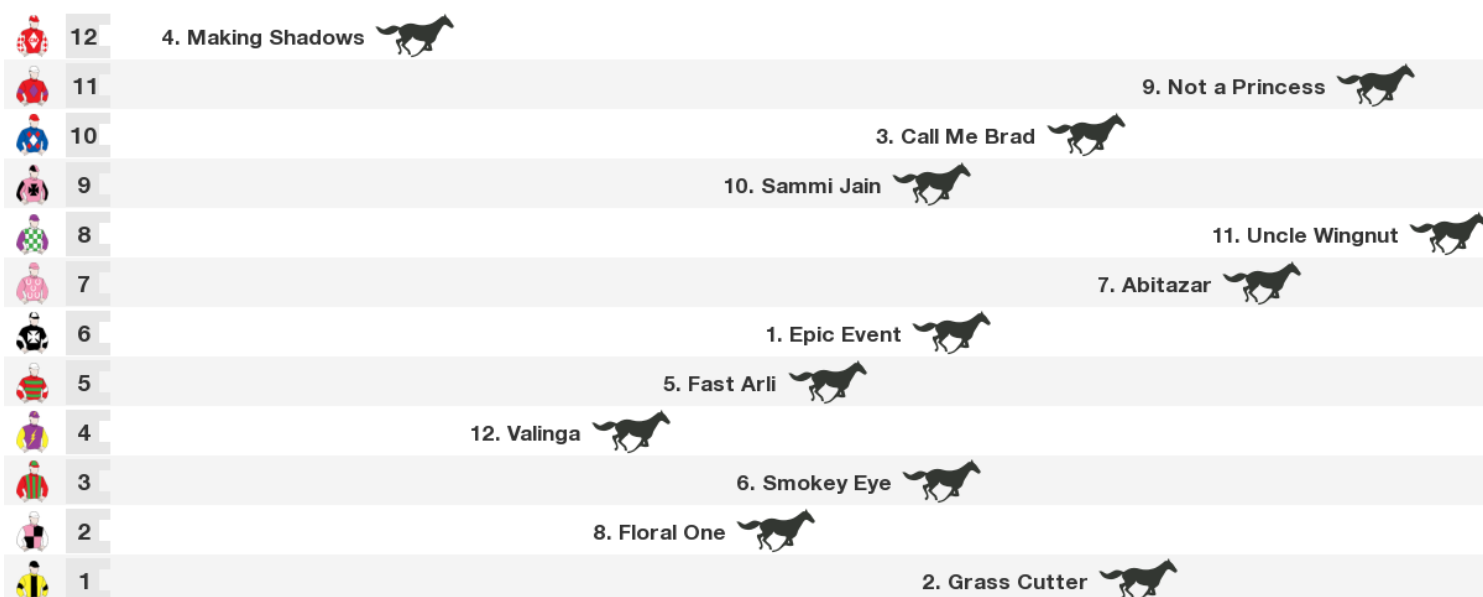 12 4. Making Shadows
11 9. Not a Princess
10 3. Call Me Brad
9 10. Sammi Jain
8 11. Uncle Wingnut
7 7. Abitazar
6 1. Epic Event
5 5. Fast Arli
4 12. Valinga
3 6. Smokey Eye
2 8. Floral One
1 2. Grass Cutter